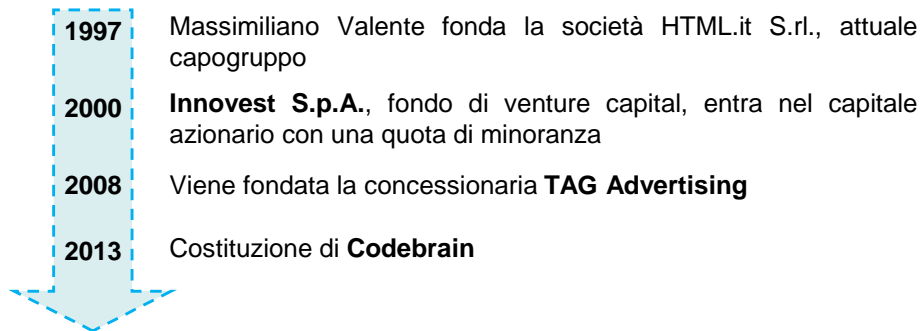 1997 Massimiliano Valente fonda la società HTML.it S.rl., attuale
capogruppo
2000 Innovest S.p.A., fondo di venture capital, entra nel capitale
azionario con una quota di minoranza
2008 Viene fondata la concessionaria TAG Advertising
2013 Costituzione di Codebrain